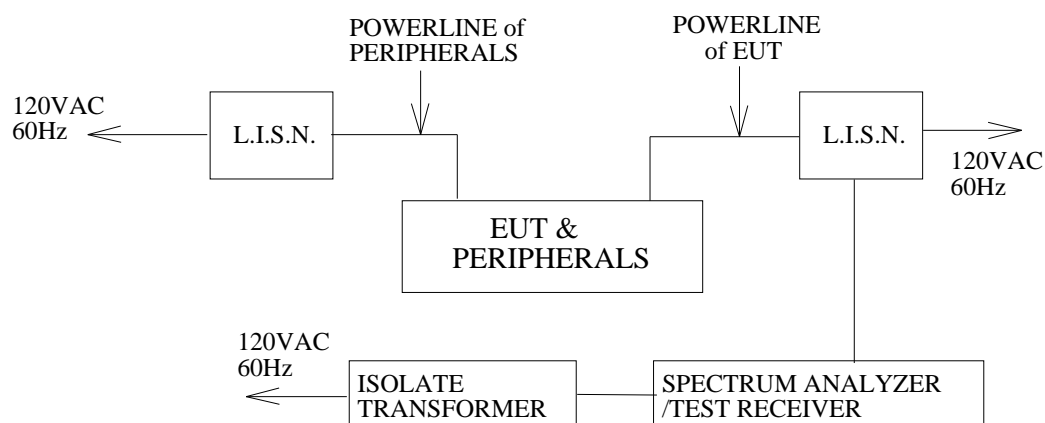 POWERLINE of
PERIPHERALS
POWERLINE
of EUT
120VAC
60Hz
L.I.S.N.
L.I.S.N.
120VAC
60Hz
EUT &
PERIPHERALS
120VAC
60Hz
ISOLATE
TRANSFORMER
SPECTRUM ANALYZER
/TEST RECEIVER